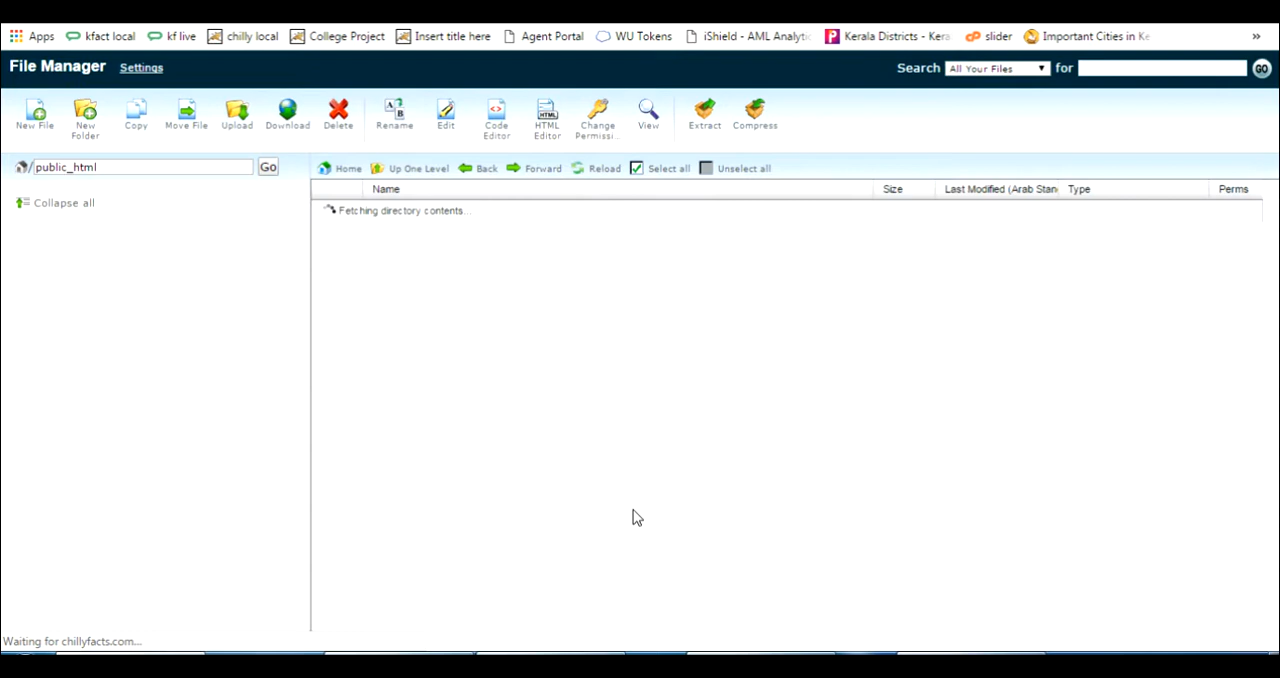 Apps kfact local kf live chilly local College Project Insert title here Agent Portal WU Tokens iShield - AML Analytic Kerala Districts - Kera slider Important Cities in Ke »
File Manager Settings Search All Your Files for GO
New File New Folder Copy Move File Upload Download Delete Rename Edit Code Editor HTML Editor Change Permissi... View Extract Compress
/public_html Go Home Up One Level Back Forward Reload Select all Unselect all
Name Size Last Modified (Arab Stan Type Perms
Collapse all
Fetching directory contents...
Waiting for chillyfacts.com...